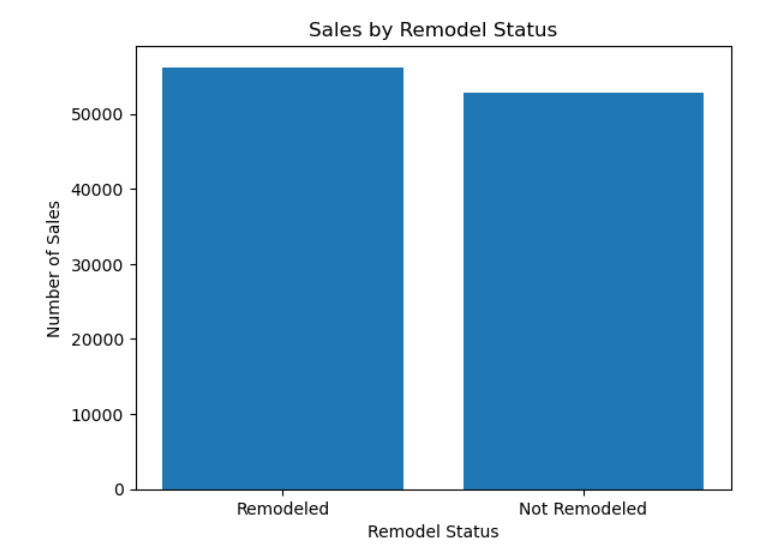 Sales by Remodel Status
50000
40000
30000
20000
10000
0
Number of Sales
Remodeled
Not Remodeled
Remodel Status